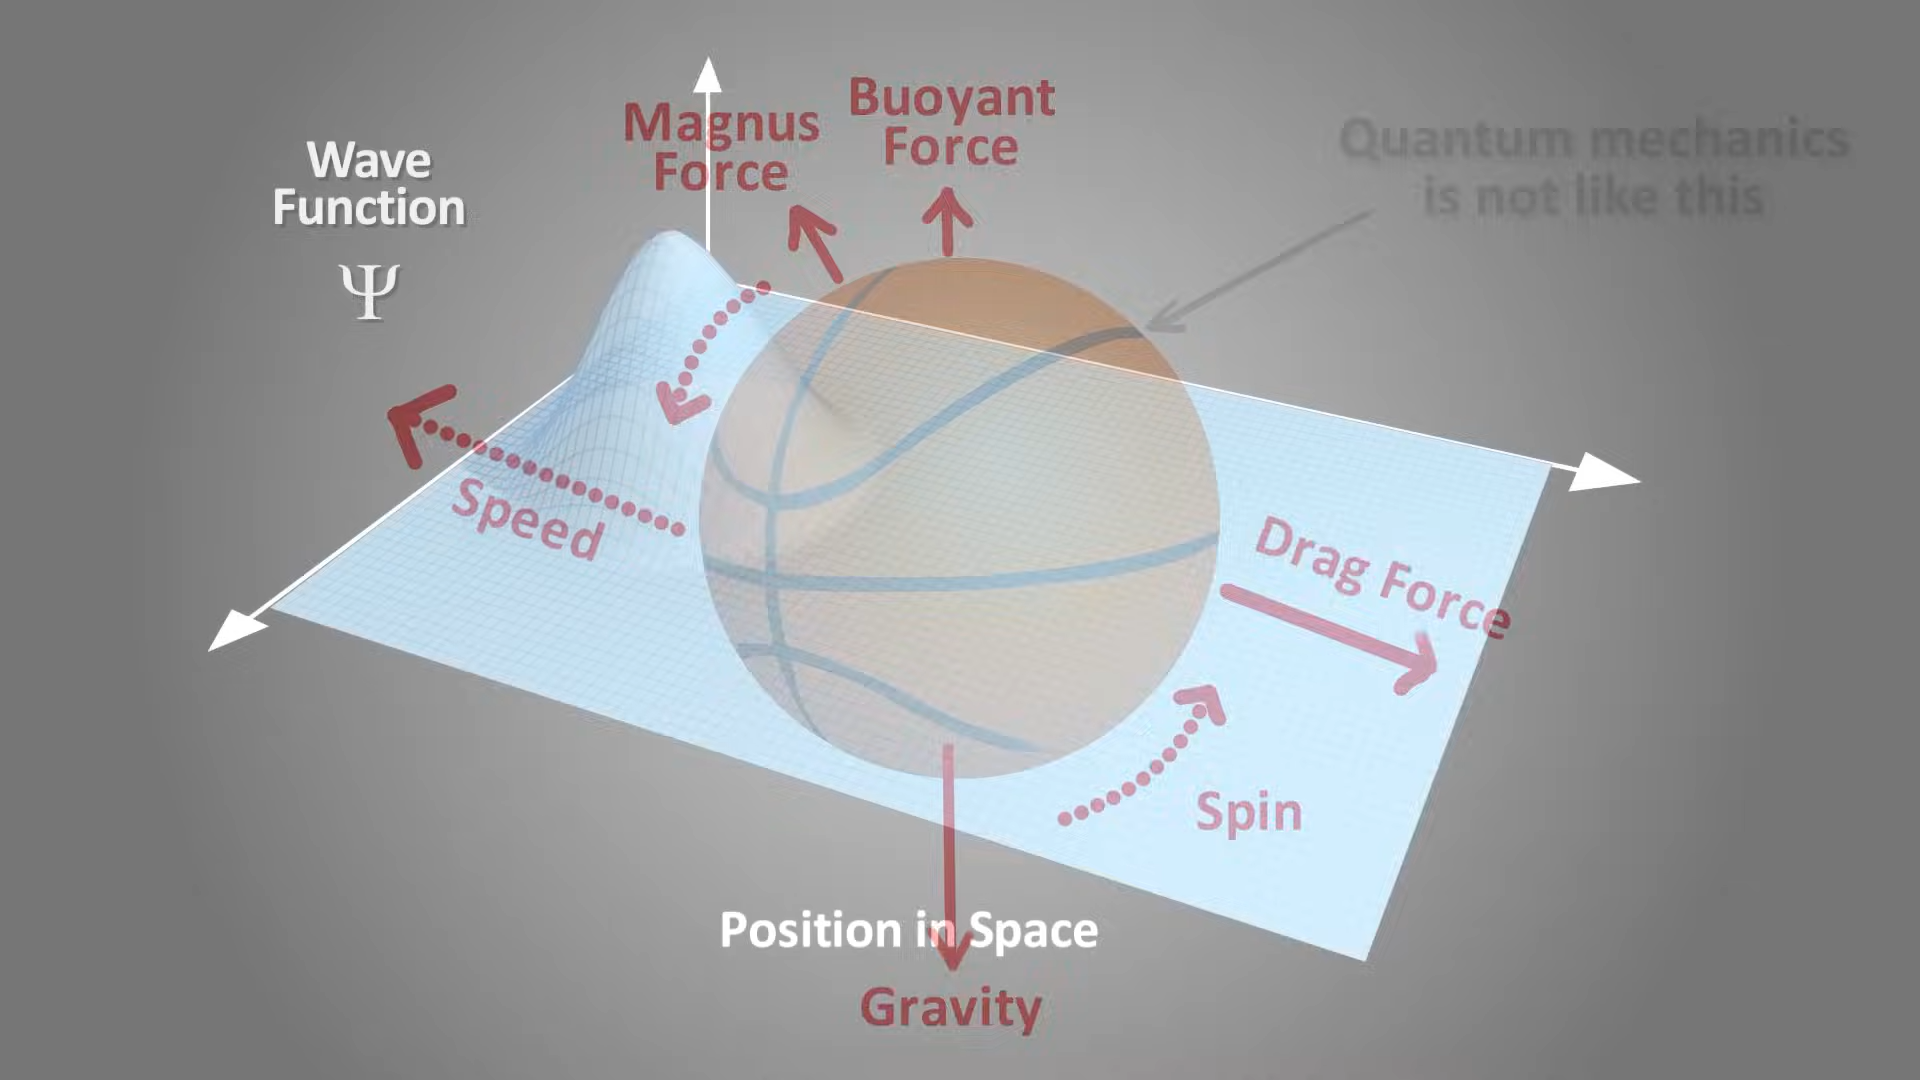 Wave
Function
Ψ
Magnus
Force
Buoyant
Force
Quantum mechanics
is not like this
Speed
Drag Force
Spin
Position in Space
Gravity